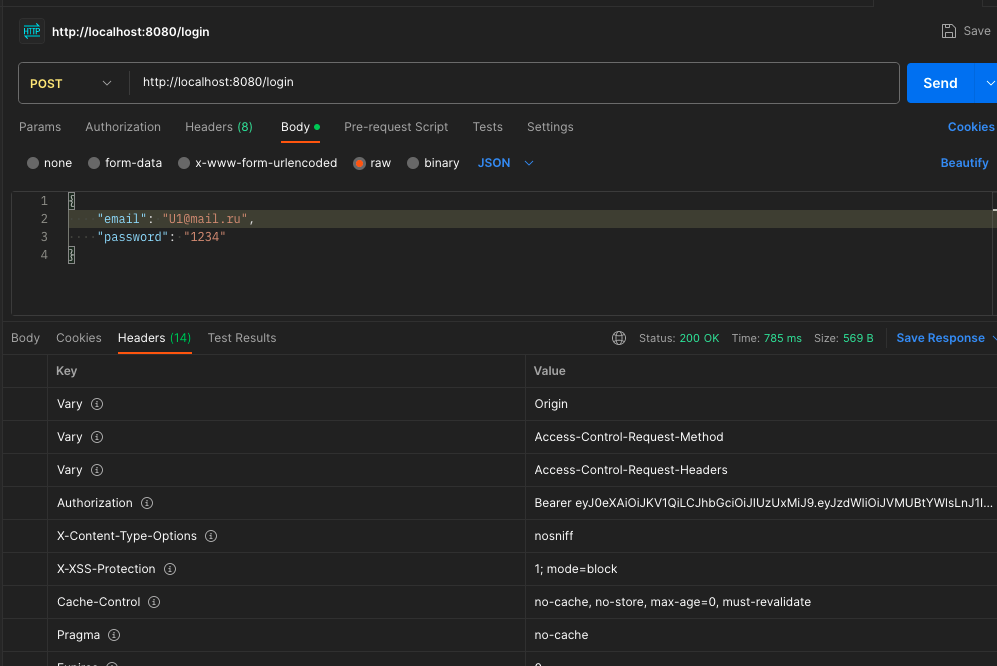 HTTP http://localhost:8080/login Save
POST http://localhost:8080/login Send
Params Authorization Headers (8) Body Pre-request Script Tests Settings Cookies
none form-data x-www-form-urlencoded raw binary JSON Beautify
1 {
2 "email": "U1@mail.ru",
3 "password": "1234"
4 }
Body Cookies Headers (14) Test Results Status: 200 OK Time: 785 ms Size: 569 B Save Response
Key Value
Vary Origin
Vary Access-Control-Request-Method
Vary Access-Control-Request-Headers
Authorization Bearer eyJ0eXAiOiJKV1QiLCJhbGciOiJIUzUxMiJ9.eyJzdWIiOiJVMUBtYWlsLnJ1I...
X-Content-Type-Options nosniff
X-XSS-Protection 1; mode=block
Cache-Control no-cache, no-store, max-age=0, must-revalidate
Pragma no-cache
Expires 0